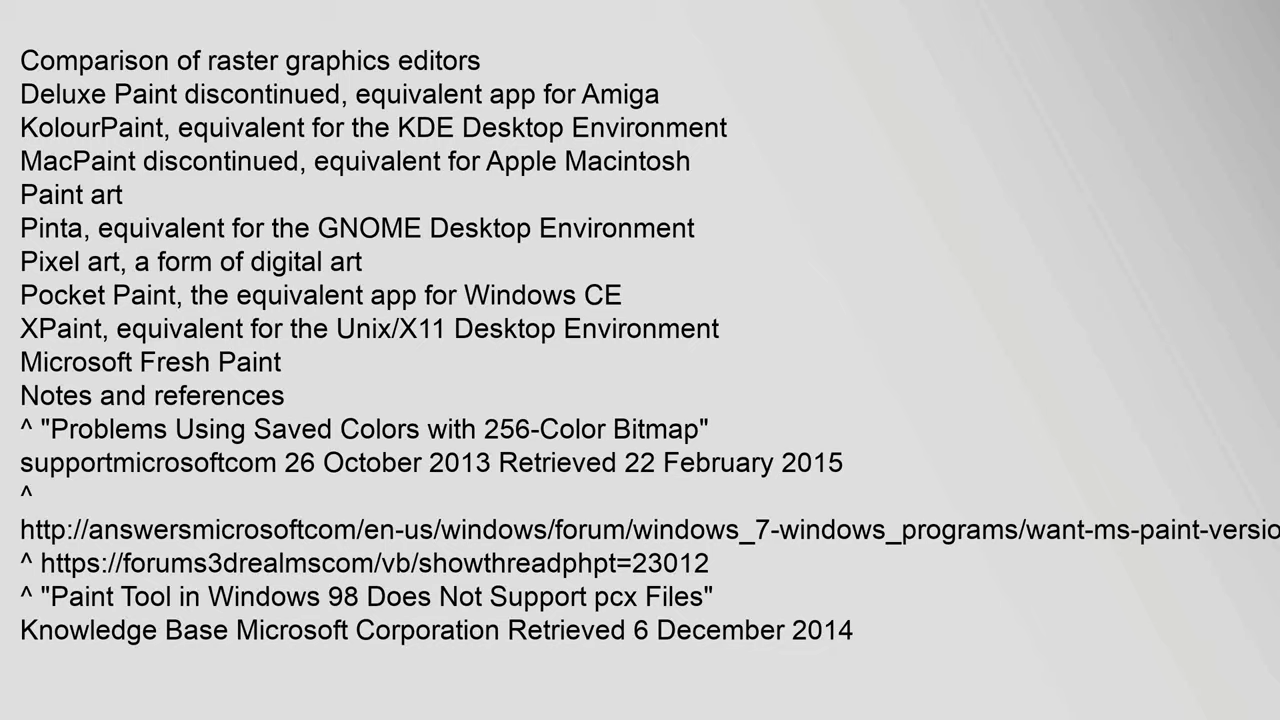 Comparison of raster graphics editors
Deluxe Paint discontinued, equivalent app for Amiga
KolourPaint, equivalent for the KDE Desktop Environment
MacPaint discontinued, equivalent for Apple Macintosh
Paint art
Pinta, equivalent for the GNOME Desktop Environment
Pixel art, a form of digital art
Pocket Paint, the equivalent app for Windows CE
XPaint, equivalent for the Unix/X11 Desktop Environment
Microsoft Fresh Paint
Notes and references
^ "Problems Using Saved Colors with 256-Color Bitmap"
supportmicrosoftcom 26 October 2013 Retrieved 22 February 2015
^
http://answersmicrosoftcom/en-us/windows/forum/windows_7-windows_programs/want-ms-paint-versio
^ https://forums3drealmscom/vb/showthreadphpt=23012
^ "Paint Tool in Windows 98 Does Not Support pcx Files"
Knowledge Base Microsoft Corporation Retrieved 6 December 2014